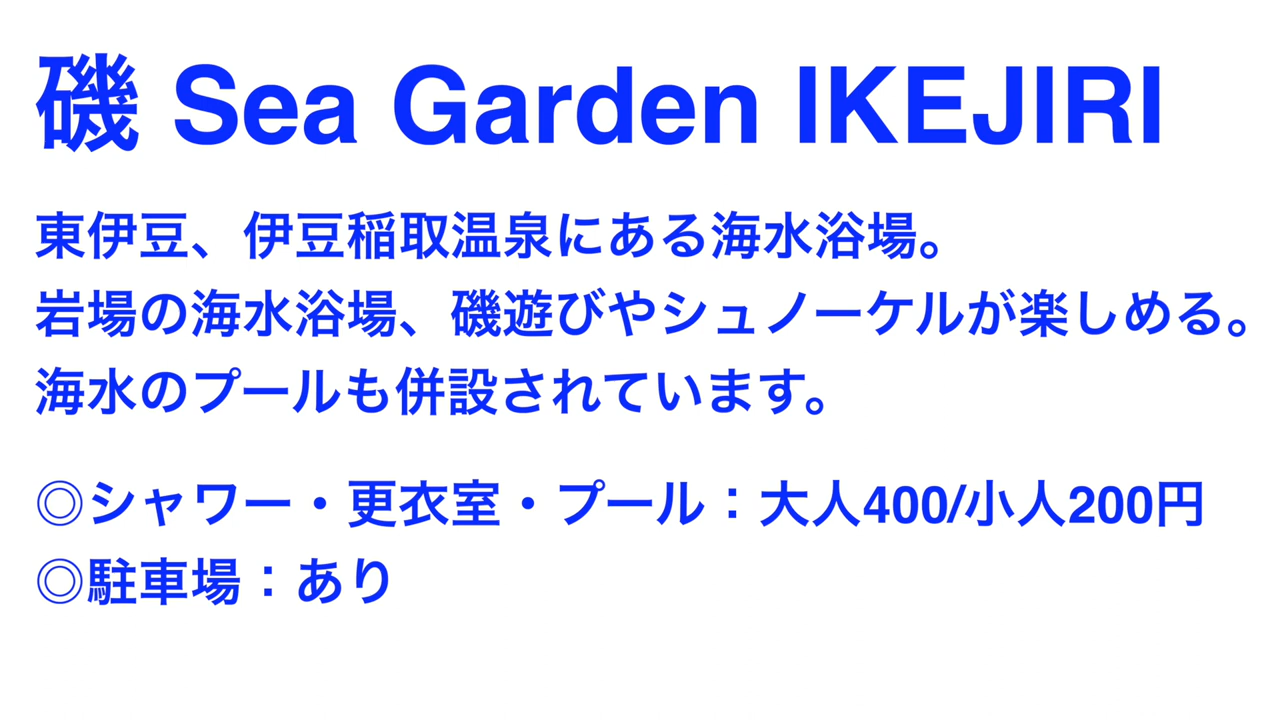 磯 Sea Garden IKEJIRI
東伊豆、伊豆稲取温泉にある海水浴場。
岩場の海水浴場、磯遊びやシュノーケルが楽しめる。
海水のプールも併設されています。
◎シャワー・更衣室・プール：大人400/小人200円
◎駐車場：あり